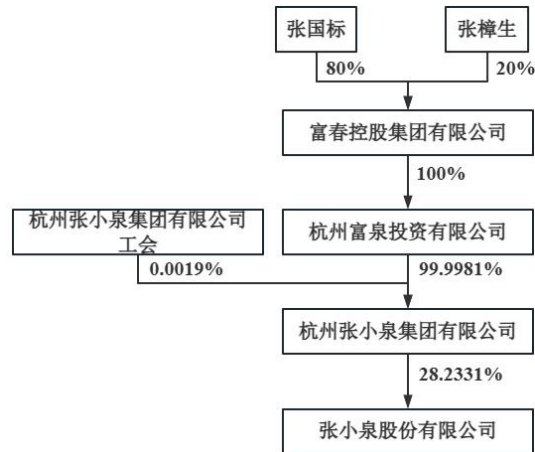 张国标
张樟生
80%
20%
富春控股集团有限公司
100%
杭州张小泉集团有限公司
工会
杭州富泉投资有限公司
0.0019%
99.9981%
杭州张小泉集团有限公司
28.2331%
张小泉股份有限公司